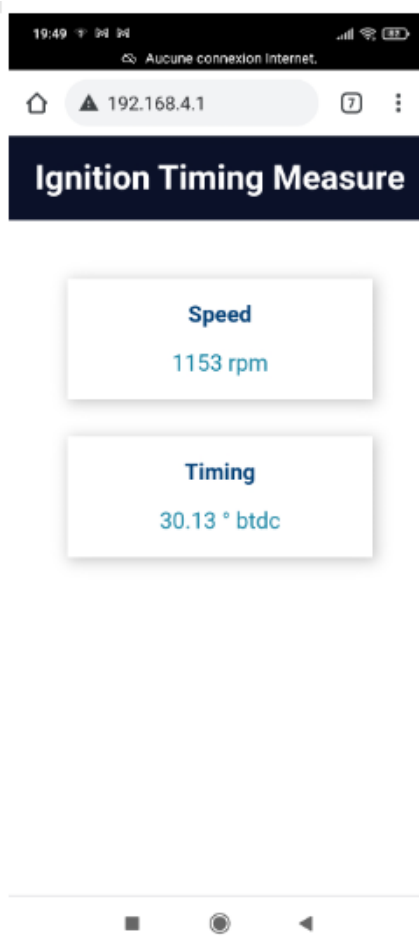 19:49
82
Aucune connexion Internet.
192.168.4.1
7
Ignition Timing Measure
Speed
1153 rpm
Timing
30.13 ° btdc